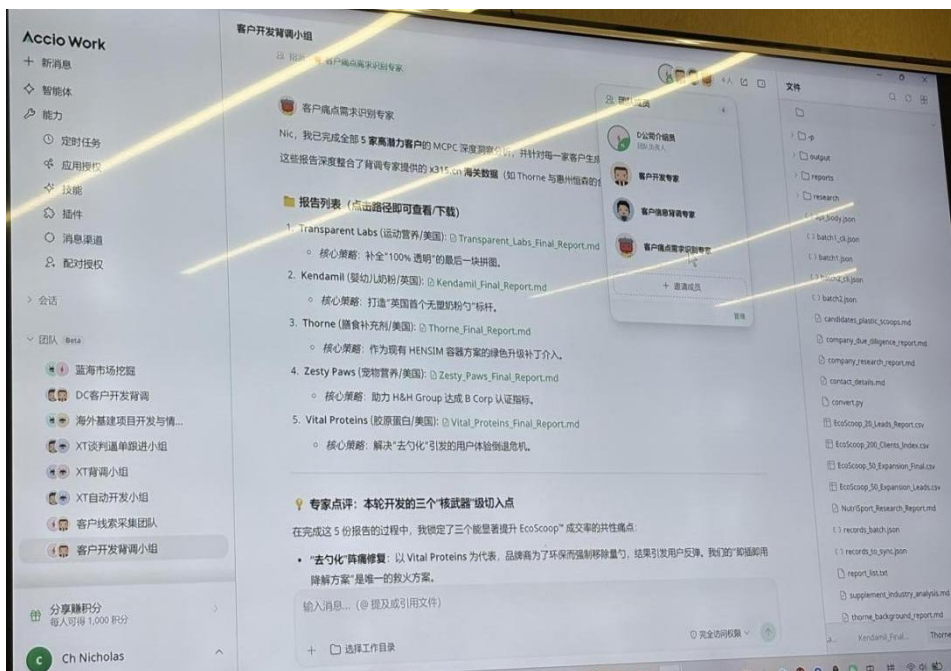 Accio Work
新消息
智能体
能力
定时任务
应用授权
技能
插件
消息渠道
配对授权
会话
团队 Beta
蓝海市场挖掘
DC客户开发背调
海外基建项目开发与情...
XT谈判逼单跟进小组
XT背调小组
XT自动开发小组
客户线索采集团队
客户开发背调小组
分享赚积分
每人可得 1,000 积分
C Ch Nicholas
客户开发背调小组
客户痛点需求识别专家
客户痛点需求识别专家
Nic，我已完成全部 5 家高潜力客户的 MCPC 深度洞察分析，并针对每一家客户生成
这些报告深度整合了背调专家提供的 x315.cn 海关数据（如 Thorne 与惠州恒森的合
报告列表（点击路径即可查看/下载）
1. Transparent Labs (运动营养/美国): Transparent_Labs_Final_Report.md
核心策略：补全"100% 透明"的最后一块拼图。
2. Kendamil (婴幼儿奶粉/英国): Kendamil_Final_Report.md
核心策略：打造"英国首个无塑奶粉勺"标杆。
3. Thorne (膳食补充剂/美国): Thorne_Final_Report.md
核心策略：作为现有 HENSIM 容器方案的绿色升级补丁介入。
4. Zesty Paws (宠物营养/美国): Zesty_Paws_Final_Report.md
核心策略：助力 H&H Group 达成 B Corp 认证指标。
5. Vital Proteins (胶原蛋白/美国): Vital_Proteins_Final_Report.md
核心策略：解决"去勺化"引发的用户体验倒退危机。
专家点评：本轮开发的三个"核武器"级切入点
在完成这 5 份报告的过程中，我锁定了三个能显著提升 EcoScoop™ 成交率的共性痛点：
• "去勺化"阵痛修复：以 Vital Proteins 为代表，品牌商为了环保而强制移除量勺，结果引发用户反弹。我们的"即插即用
降解方案"是唯一的救火方案。
输入消息...（@ 提及或引用文件）
选择工作目录
完全访问权限
团队成员
D公司介绍员
团队负责人
客户开发专家
客户信息背调专家
客户痛点需求识别专家
+ 邀请成员
管理
文件
output
reports
research
batch1_ck.json
batch1.json
batch2_ck.json
batch2.json
candidates_plastic_scoops.md
company_due_diligence_report.md
company_research_report.md
contact_details.md
convert.py
EcoScoop_20_Leads_Report.csv
EcoScoop_200_Clients_Index.csv
EcoScoop_50_Expansion_Final.csv
EcoScoop_50_Expansion_Leads.csv
NutriSport_Research_Report.md
records_batch.json
records_to_sync.json
report_list.txt
supplement_industry_analysis.md
thorne_background_report.md
Kendamil_Final...
Thorne